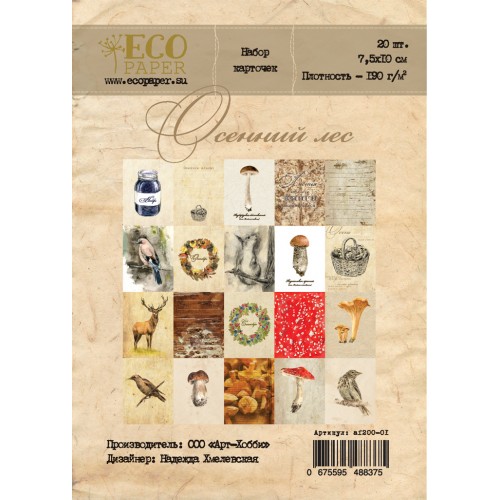 ECO
PAPER
www.ecopaper.su
Набор
карточек
20 шт.
7,5х10 см
Плотность - 190 г/м²
Осенний лес
Производитель: ООО «Арт-Хобби»
Дизайнер: Надежда Хмелевская
Артикул: af200-01
0 675595 488375